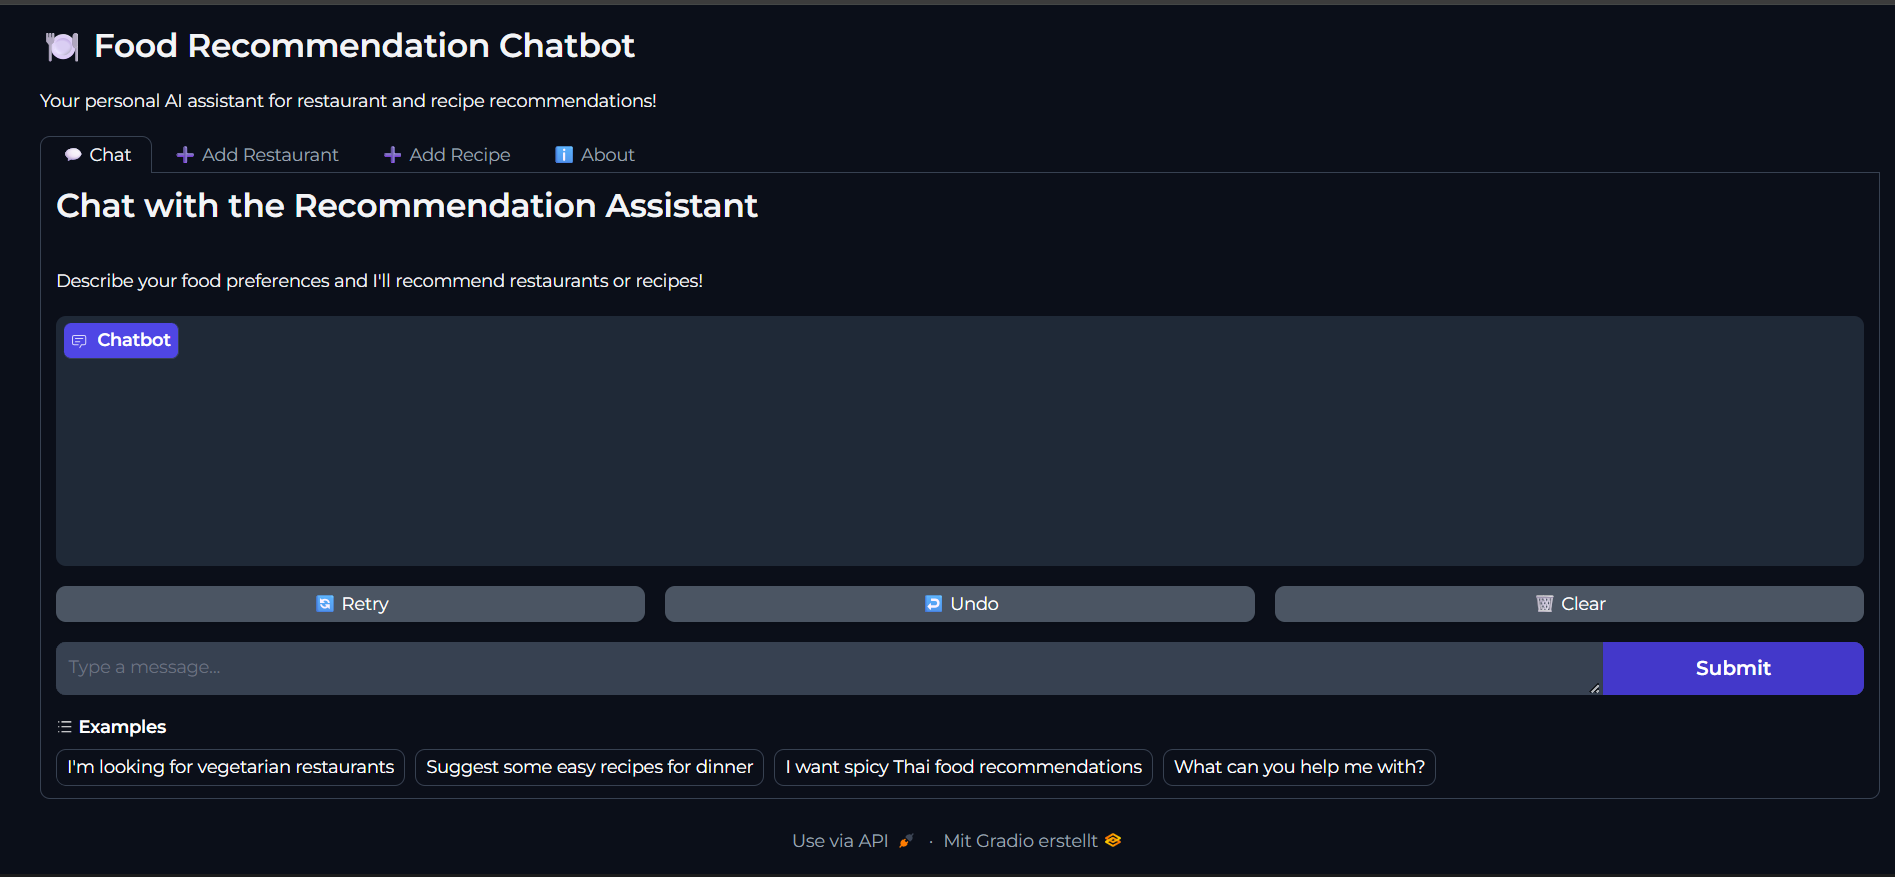 Food Recommendation Chatbot
Your personal AI assistant for restaurant and recipe recommendations!
Chat
Add Restaurant
Add Recipe
About
Chat with the Recommendation Assistant
Describe your food preferences and I'll recommend restaurants or recipes!
Chatbot
Retry
Undo
Clear
Type a message...
Submit
Examples
I'm looking for vegetarian restaurants
Suggest some easy recipes for dinner
I want spicy Thai food recommendations
What can you help me with?
Use via API · Mit Gradio erstellt